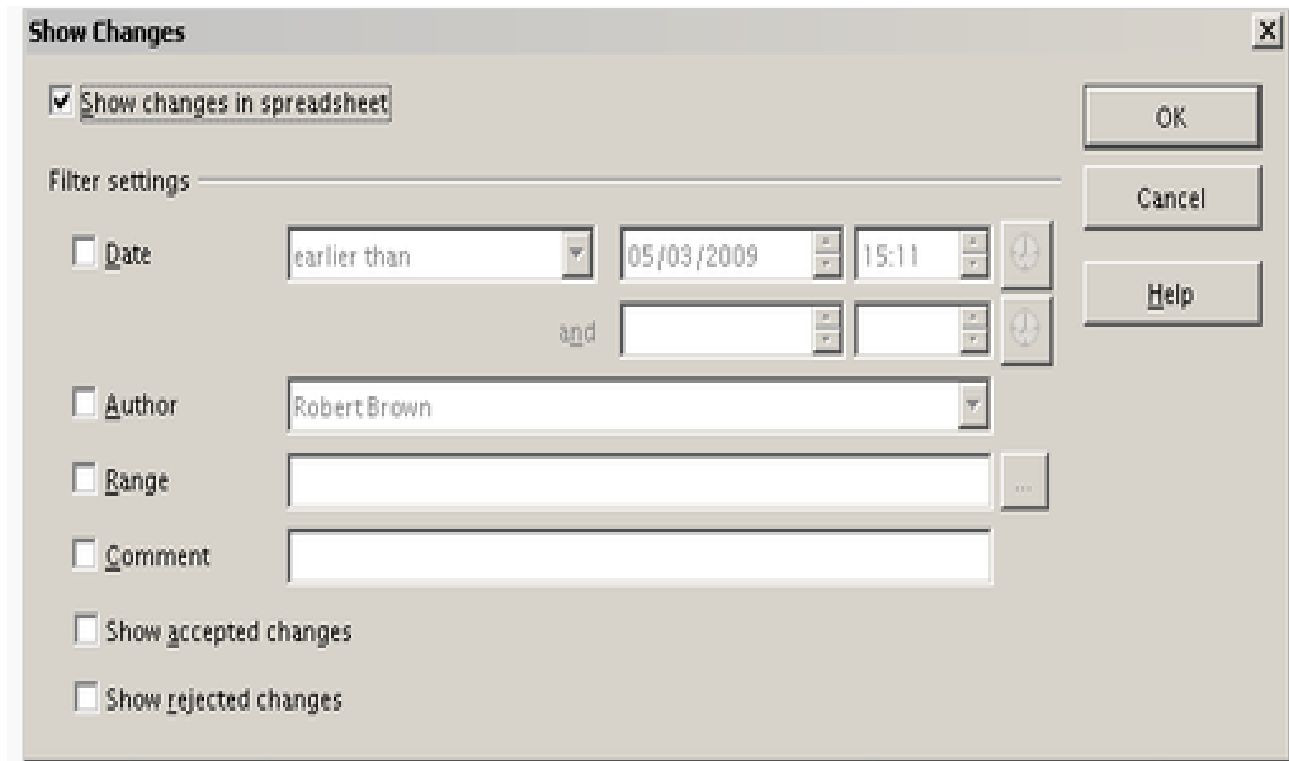 Show Changes
Show changes in spreadsheet
OK
Filter settings
Cancel
Date earlier than 05/03/2009 15:11
Help
and
Author Robert Brown
Range ...
Comment
Show accepted changes
Show rejected changes